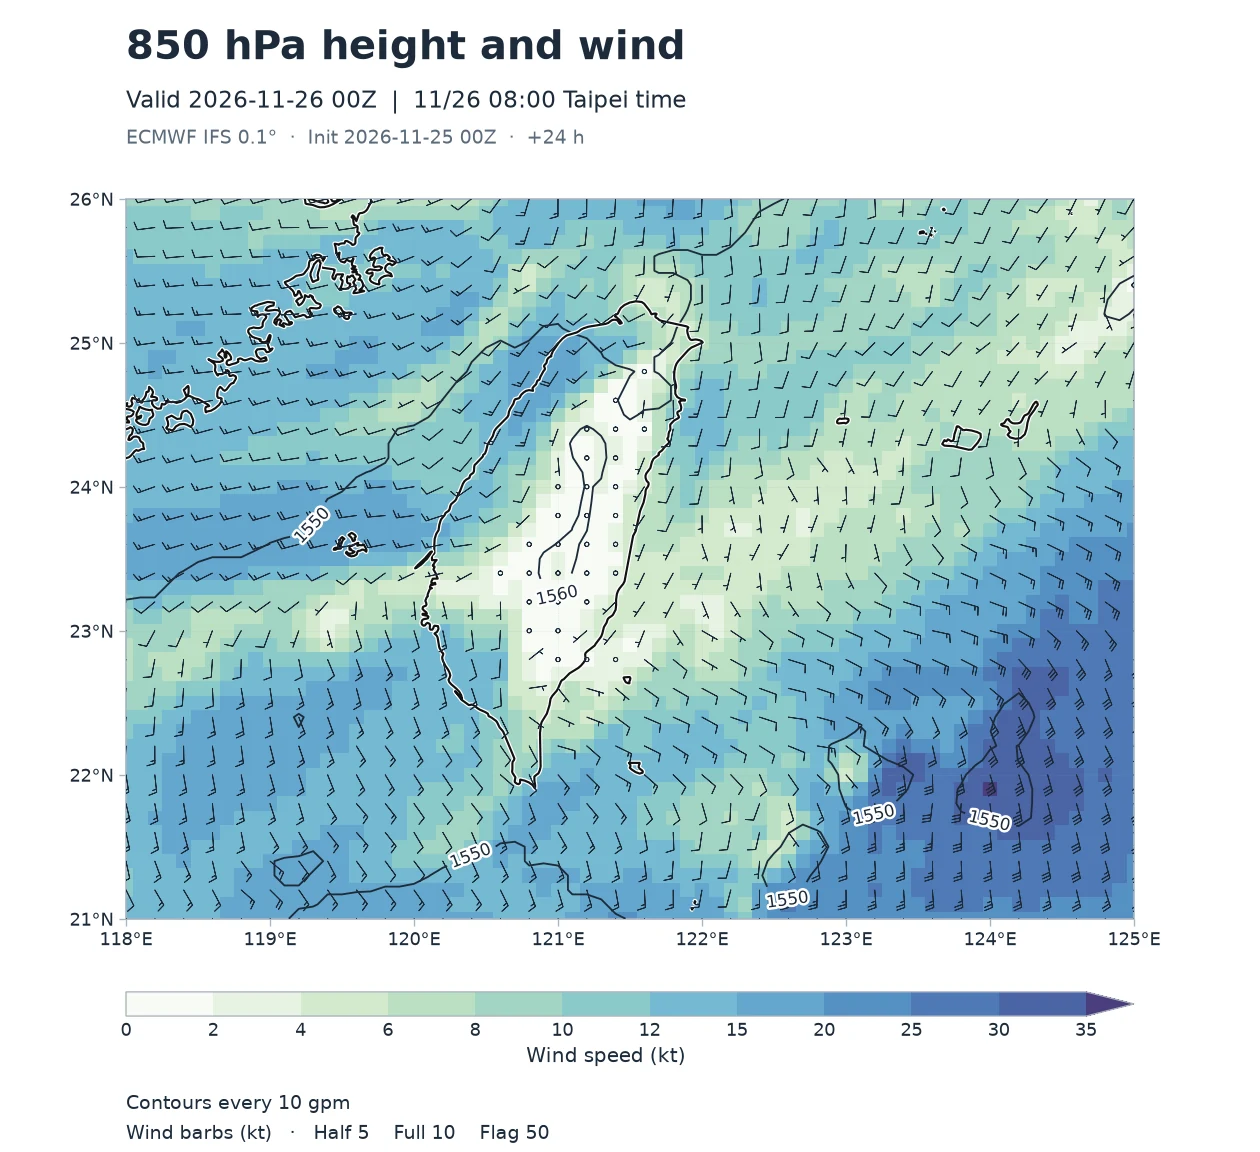 850 hPa height and wind
Valid 2026-11-26 00Z | 11/26 08:00 Taipei time
ECMWF IFS 0.1° · Init 2026-11-25 00Z · +24 h
26°N
25°N
24°N
1550
1560
23°N
22°N
1550
1550
1550
1550
21°N
118°E 119°E 120°E 121°E 122°E 123°E 124°E 125°E
0 2 4 6 8 10 12 15 20 25 30 35
Wind speed (kt)
Contours every 10 gpm
Wind barbs (kt) · Half 5 Full 10 Flag 50